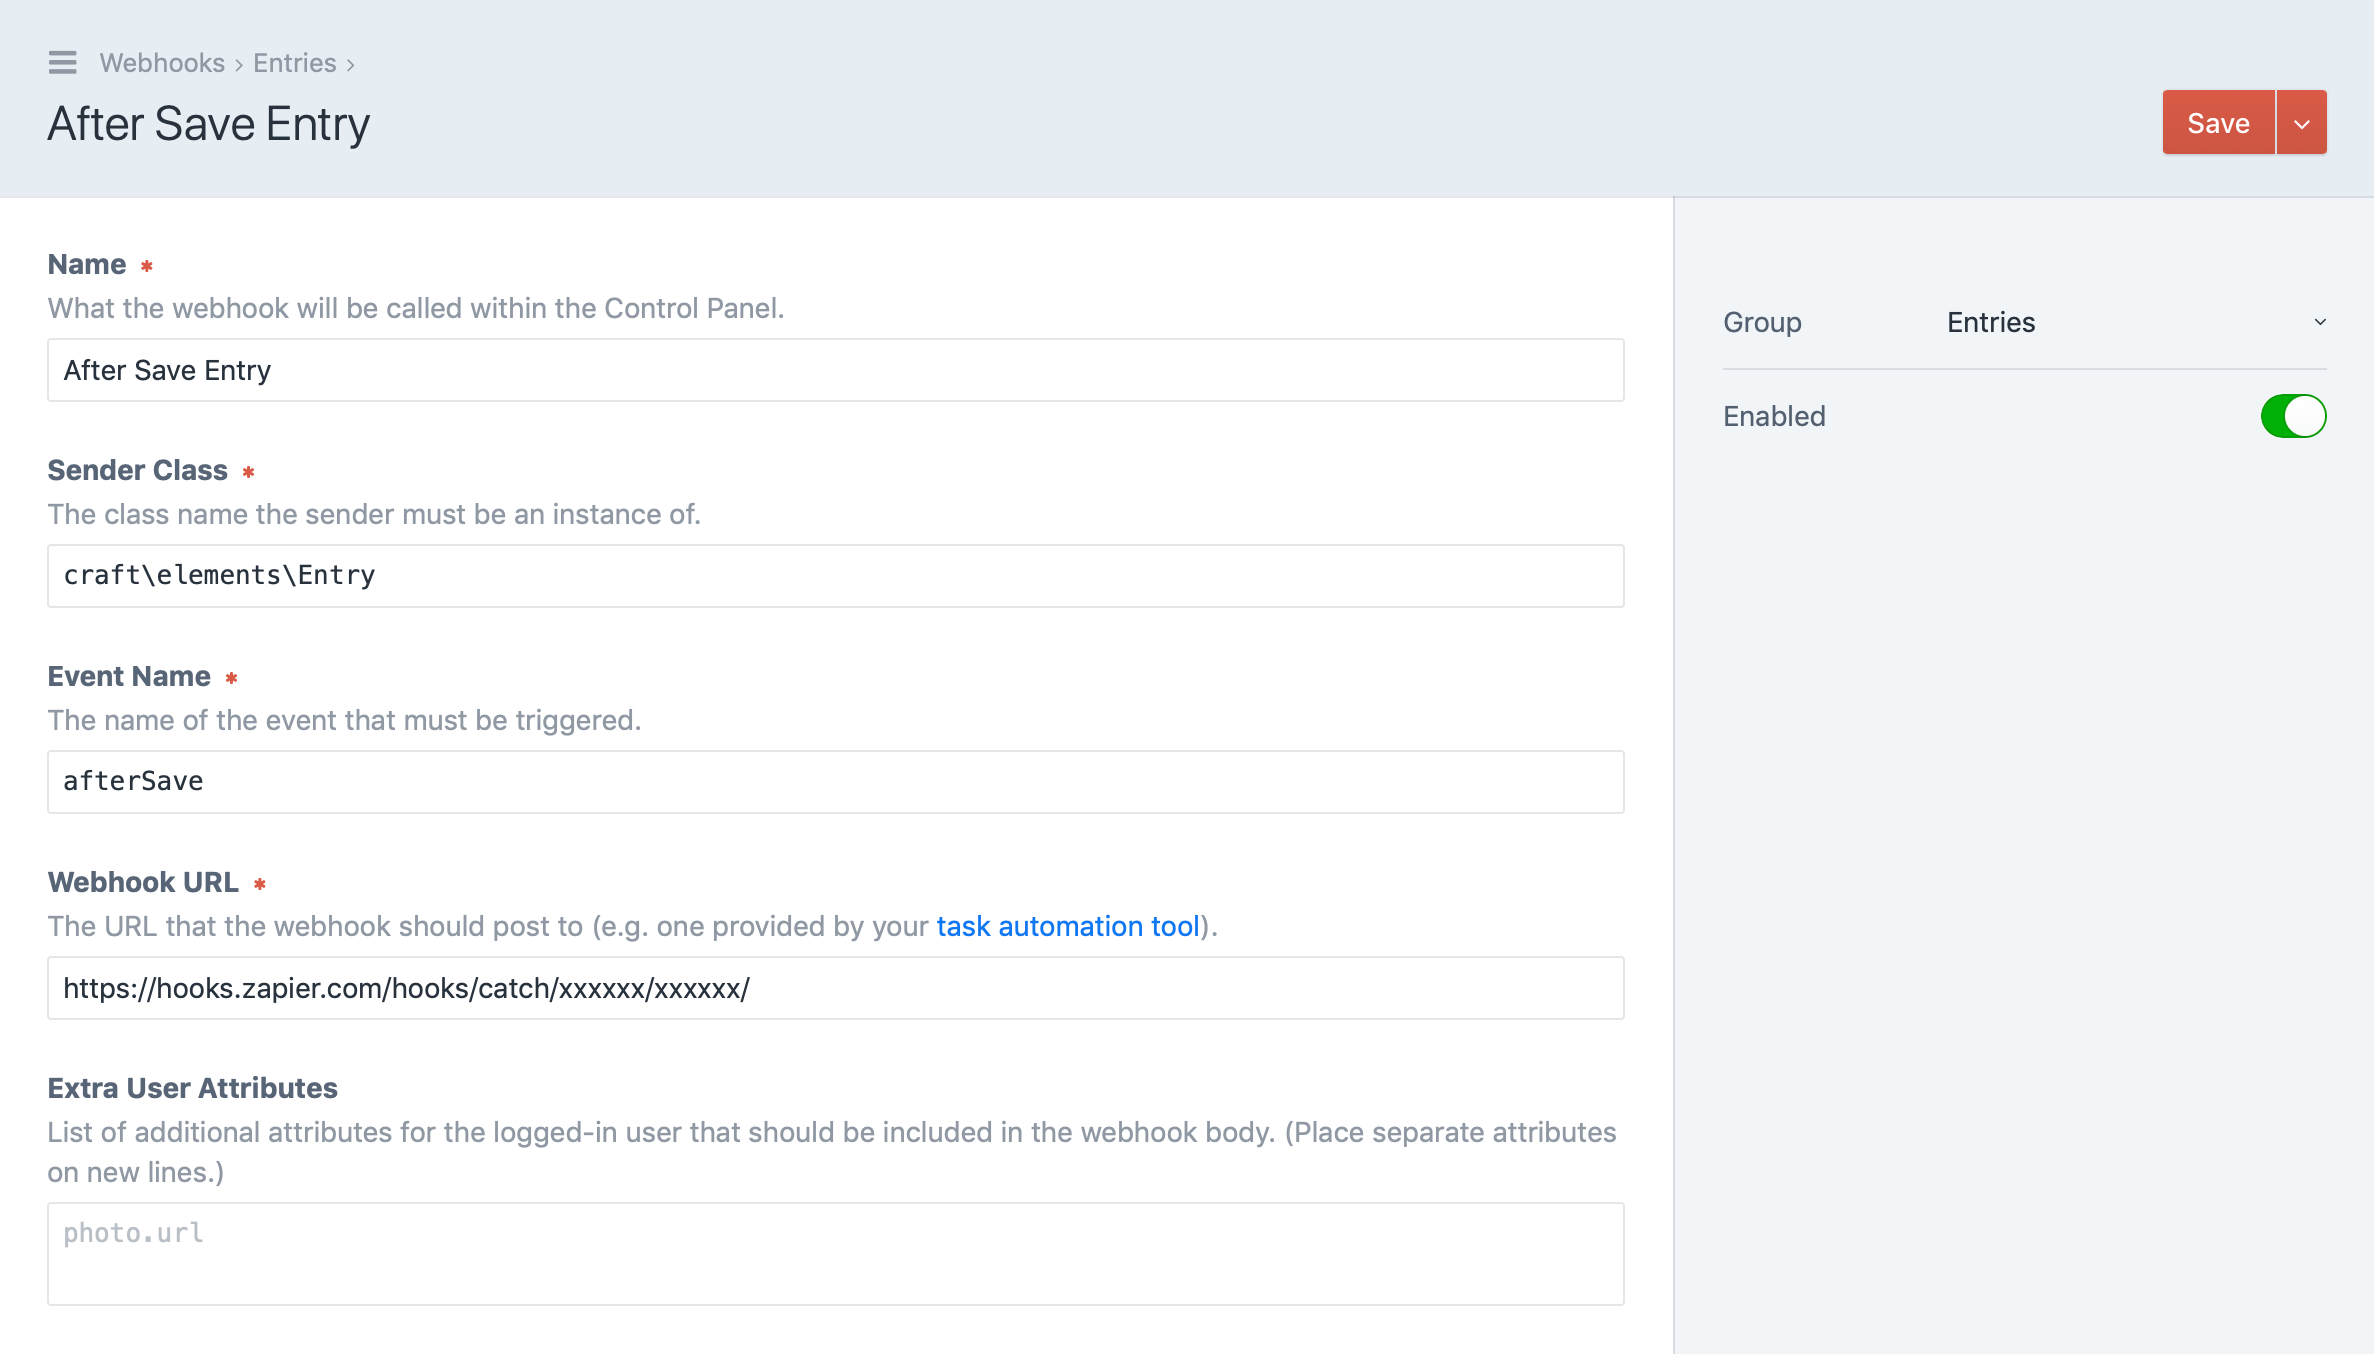 Webhooks › Entries ›
After Save Entry
Save
Name *
What the webhook will be called within the Control Panel.
After Save Entry
Sender Class *
The class name the sender must be an instance of.
craft\elements\Entry
Event Name *
The name of the event that must be triggered.
afterSave
Webhook URL *
The URL that the webhook should post to (e.g. one provided by your task automation tool).
https://hooks.zapier.com/hooks/catch/xxxxxx/xxxxxx/
Extra User Attributes
List of additional attributes for the logged-in user that should be included in the webhook body. (Place separate attributes
on new lines.)
photo.url
Group Entries
Enabled